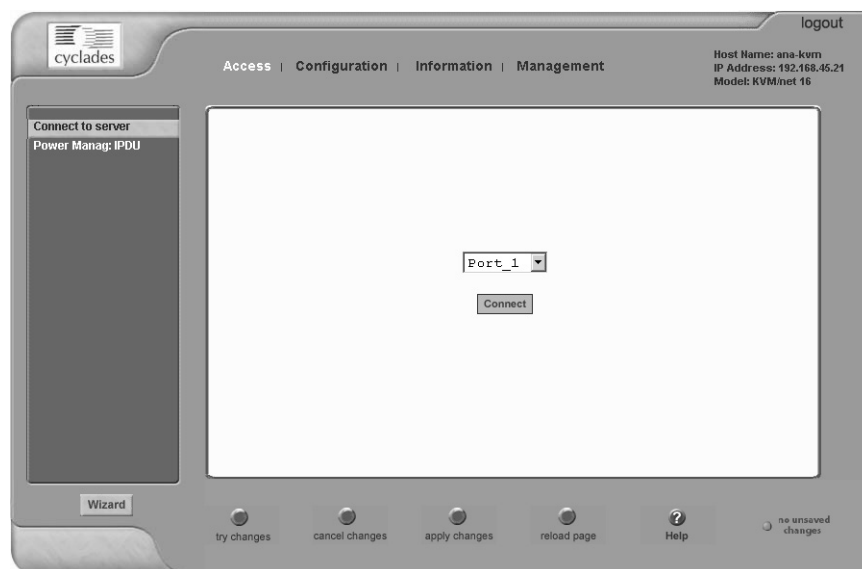 logout
cyclades
Access | Configuration | Information | Management
Host Name: ana-kvm
IP Address: 192.168.45.21
Model: KVM/net 16
Connect to server
Power Manag: IPDU
Port_1
Connect
Wizard
try changes
cancel changes
apply changes
reload page
?
Help
no unsaved
changes